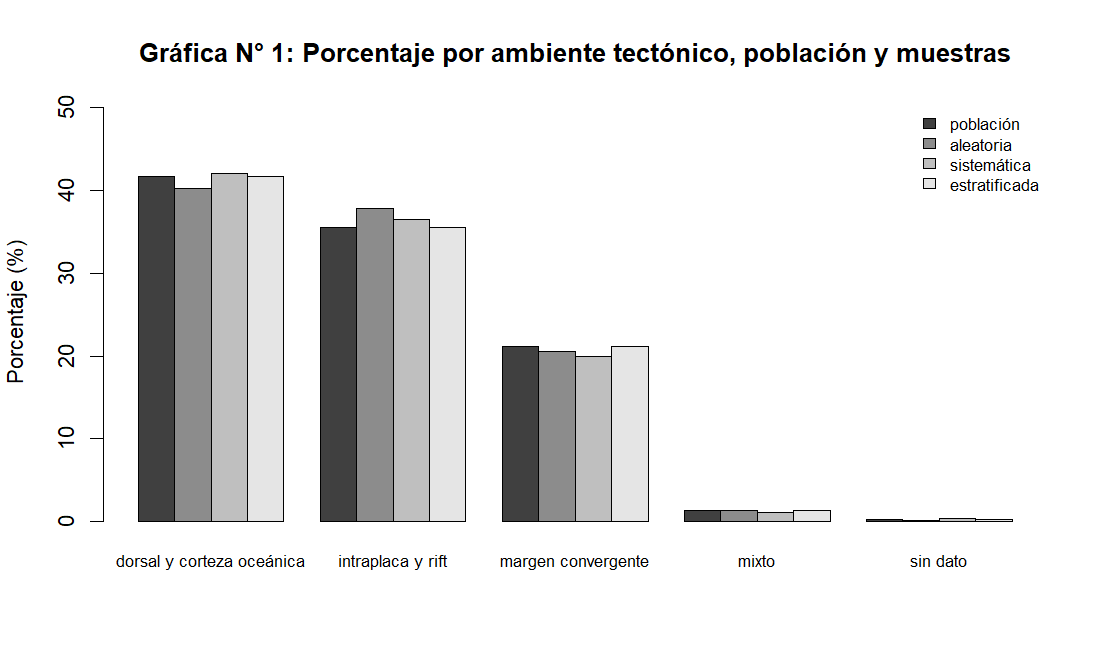 Gráfica N° 1: Porcentaje por ambiente tectónico, población y muestras
población
aleatoria
sistemática
estratificada
Porcentaje (%)
50
40
30
20
10
0
dorsal y corteza oceánica
intraplaca y rift
margen convergente
mixto
sin dato